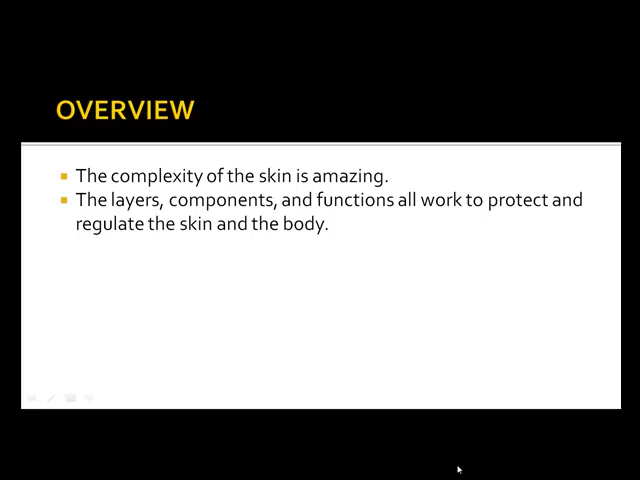 OVERVIEW
The complexity of the skin is amazing.
The layers, components, and functions all work to protect and
regulate the skin and the body.